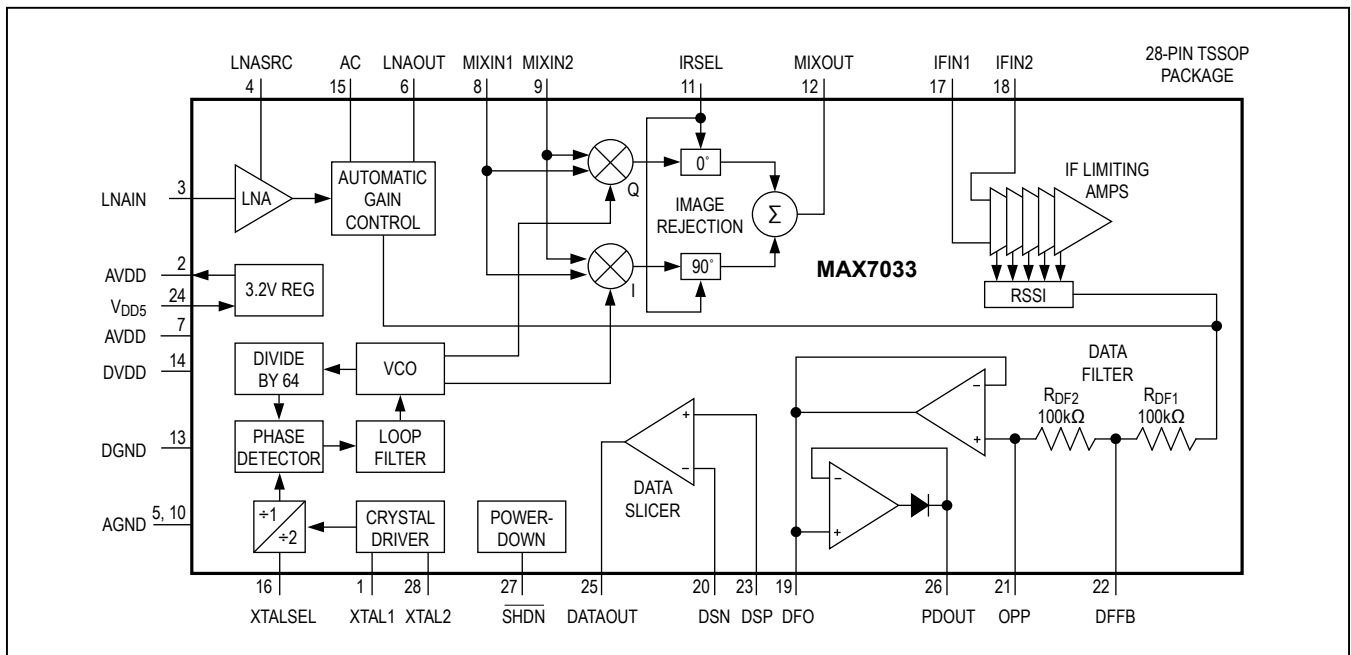 28-PIN TSSOP
PACKAGE
LNASRC
4
AC
15
LNAOUT
6
MIXIN1
8
MIXIN2
9
IRSEL
11
MIXOUT
12
IFIN1
17
IFIN2
18
LNAIN
3
LNA
AUTOMATIC
GAIN
CONTROL
Q
0°
IMAGE
REJECTION
Σ
I
90°
MAX7033
IF LIMITING
AMPS
RSSI
AVDD
2
VDD5
24
3.2V REG
AVDD
7
DVDD
14
DIVIDE
BY 64
VCO
DGND
13
PHASE
DETECTOR
LOOP
FILTER
AGND
5, 10
÷1
÷2
CRYSTAL
DRIVER
POWER-
DOWN
+
−
DATA
SLICER
−
+
−
+
DATA
FILTER
RDF2
100kΩ
RDF1
100kΩ
16
XTALSEL
1
XTAL1
28
XTAL2
27
SHDN
25
DATAOUT
20
DSN
23
DSP
19
DFO
26
PDOUT
21
OPP
22
DFFB